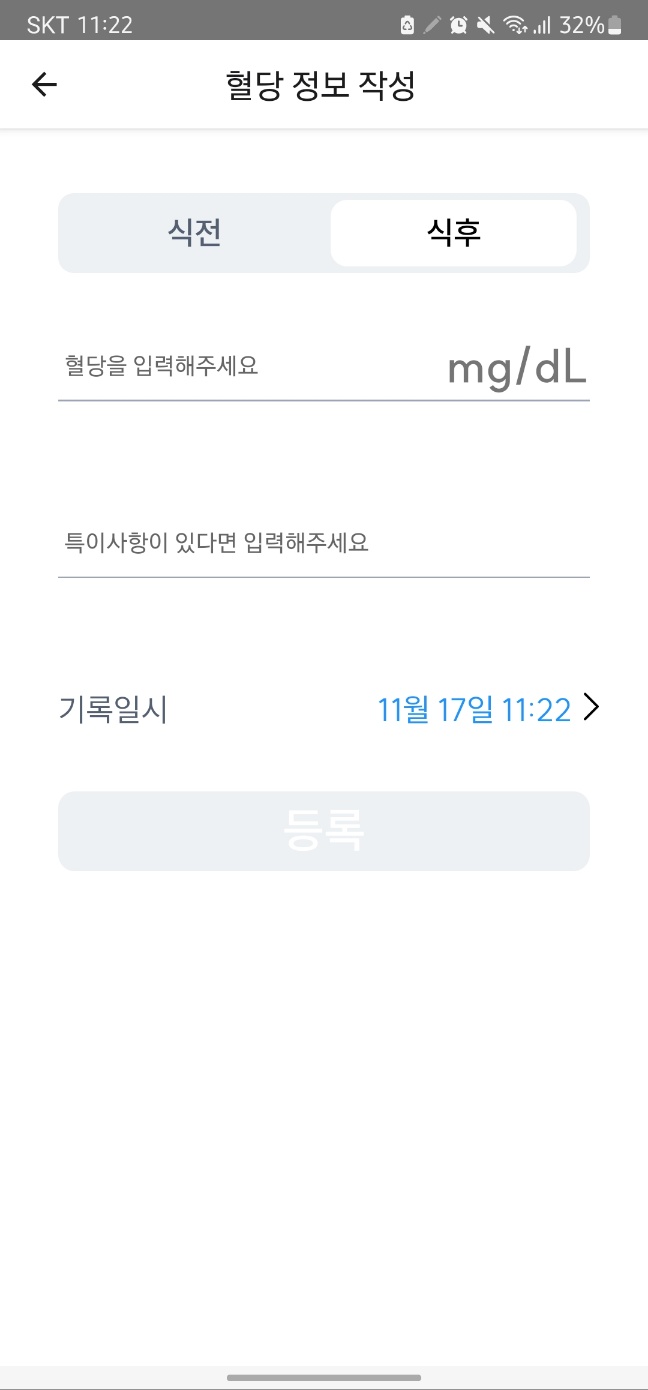 SKT 11:22 32%
혈당 정보 작성
식전 식후
혈당을 입력해주세요 mg/dL
특이사항이 있다면 입력해주세요
기록일시 11월 17일 11:22
등록